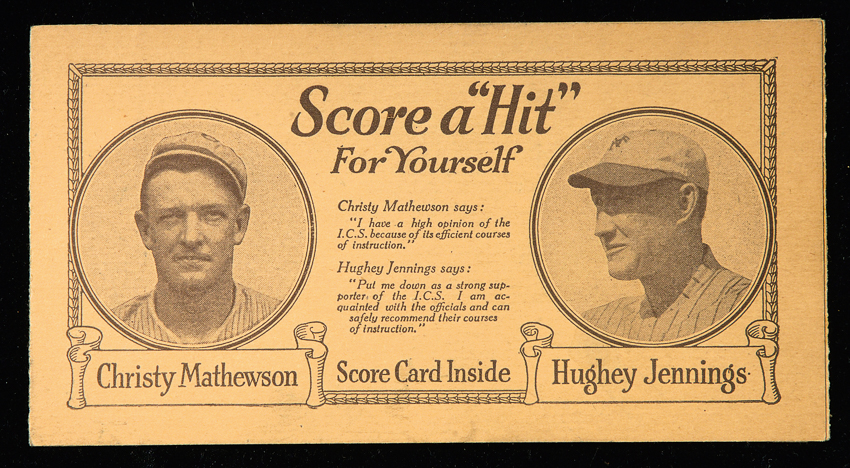 Score a "Hit"
For Yourself
Christy Mathewson says:
"I have a high opinion of the
I.C.S. because of its efficient courses
of instruction."
Hughey Jennings says:
"Put me down as a strong sup-
porter of the I.C.S. I am ac-
quainted with the officials and can
safely recommend their courses
of instruction."
Christy Mathewson
Score Card Inside
Hughey Jennings